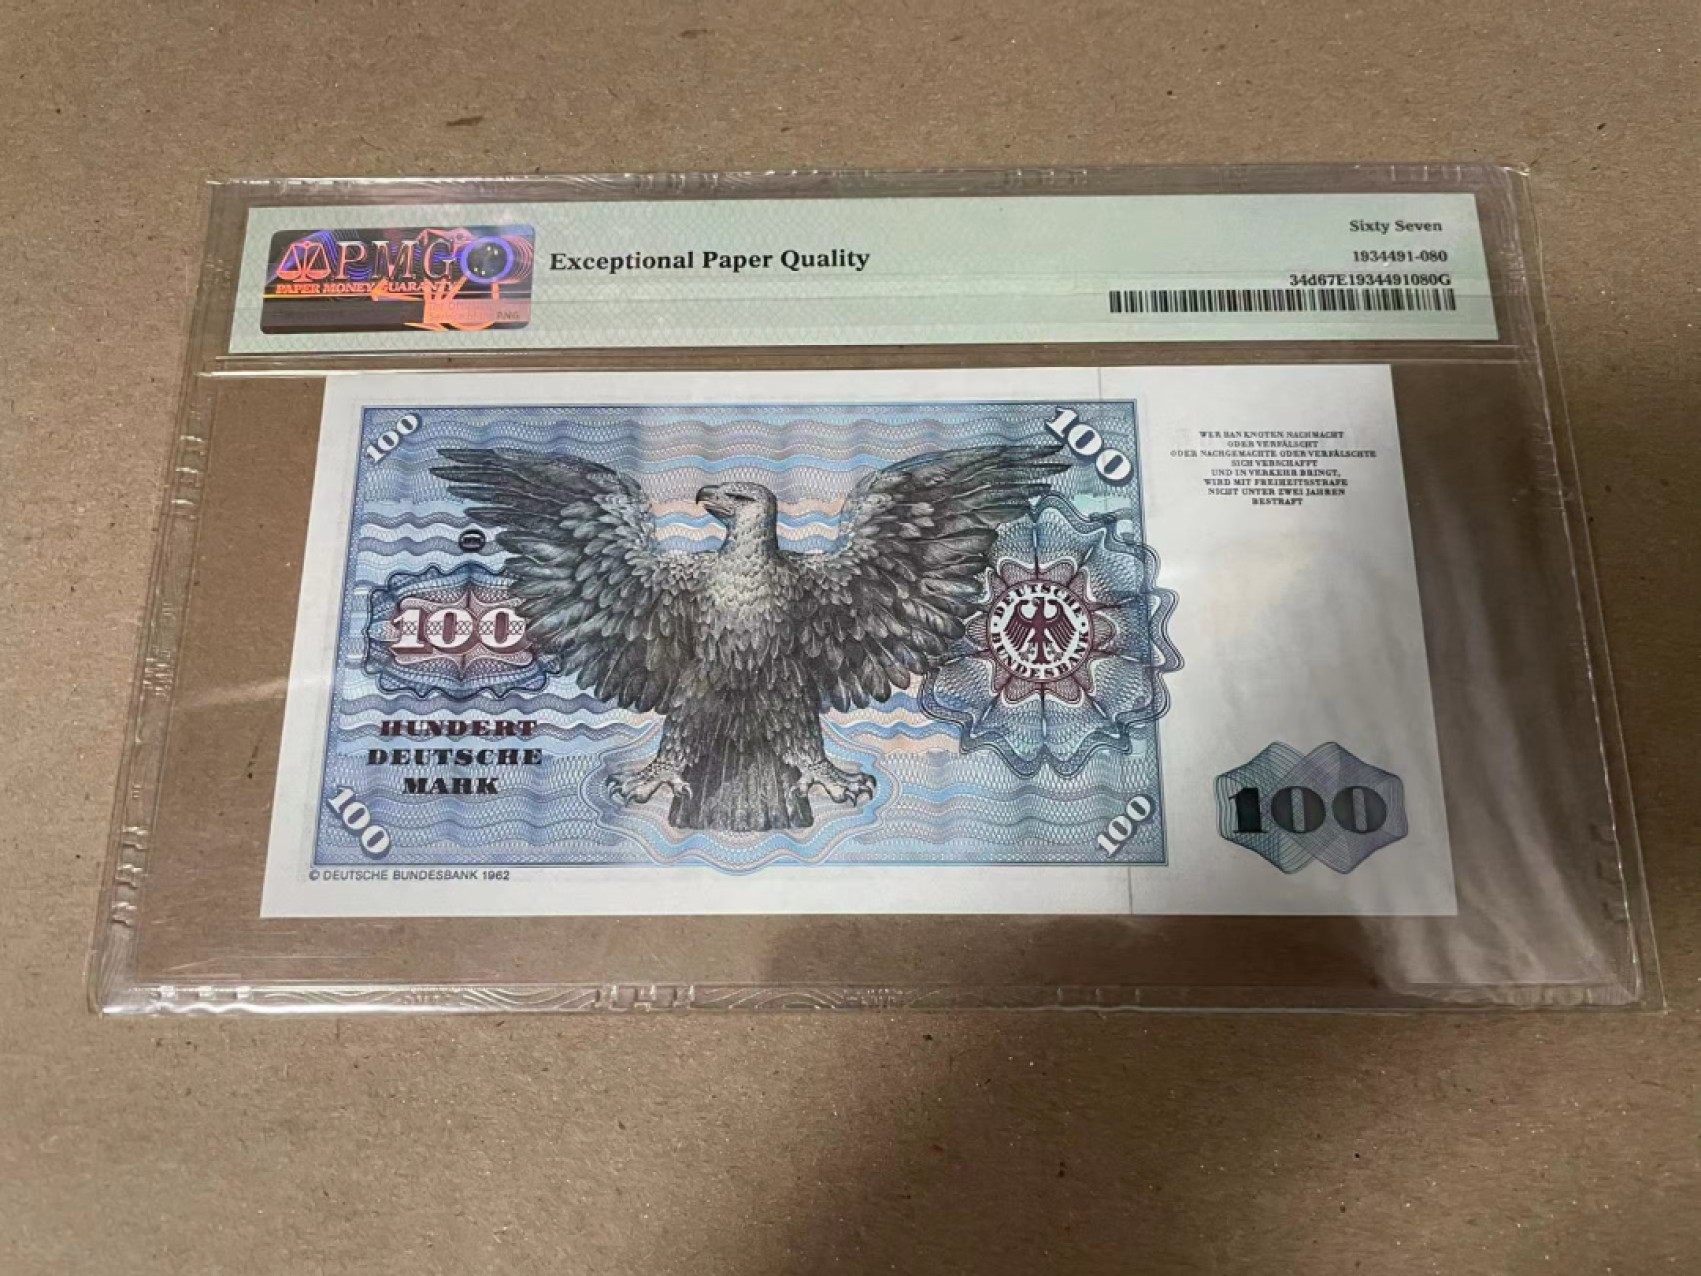 PMG
PAPER MONEY GUARANTY
Exceptional Paper Quality
Sixty Seven
1934491-080
34d67E1934491080G
100
100
WER BANKNOTEN NACHMACHT
ODER VERFÄLSCHT
ODER NACHGEMACHTE ODER VERFÄLSCHTE
SICH VERSCHAFFT
UND IN VERKEHR BRINGT,
WIRD MIT FREIHEITSSTRAFE
NICHT UNTER ZWEI JAHREN
BESTRAFT
100
DEUTSCHE
BUNDESBANK
HUNDERT
DEUTSCHE
MARK
100
100
100
© DEUTSCHE BUNDESBANK 1962